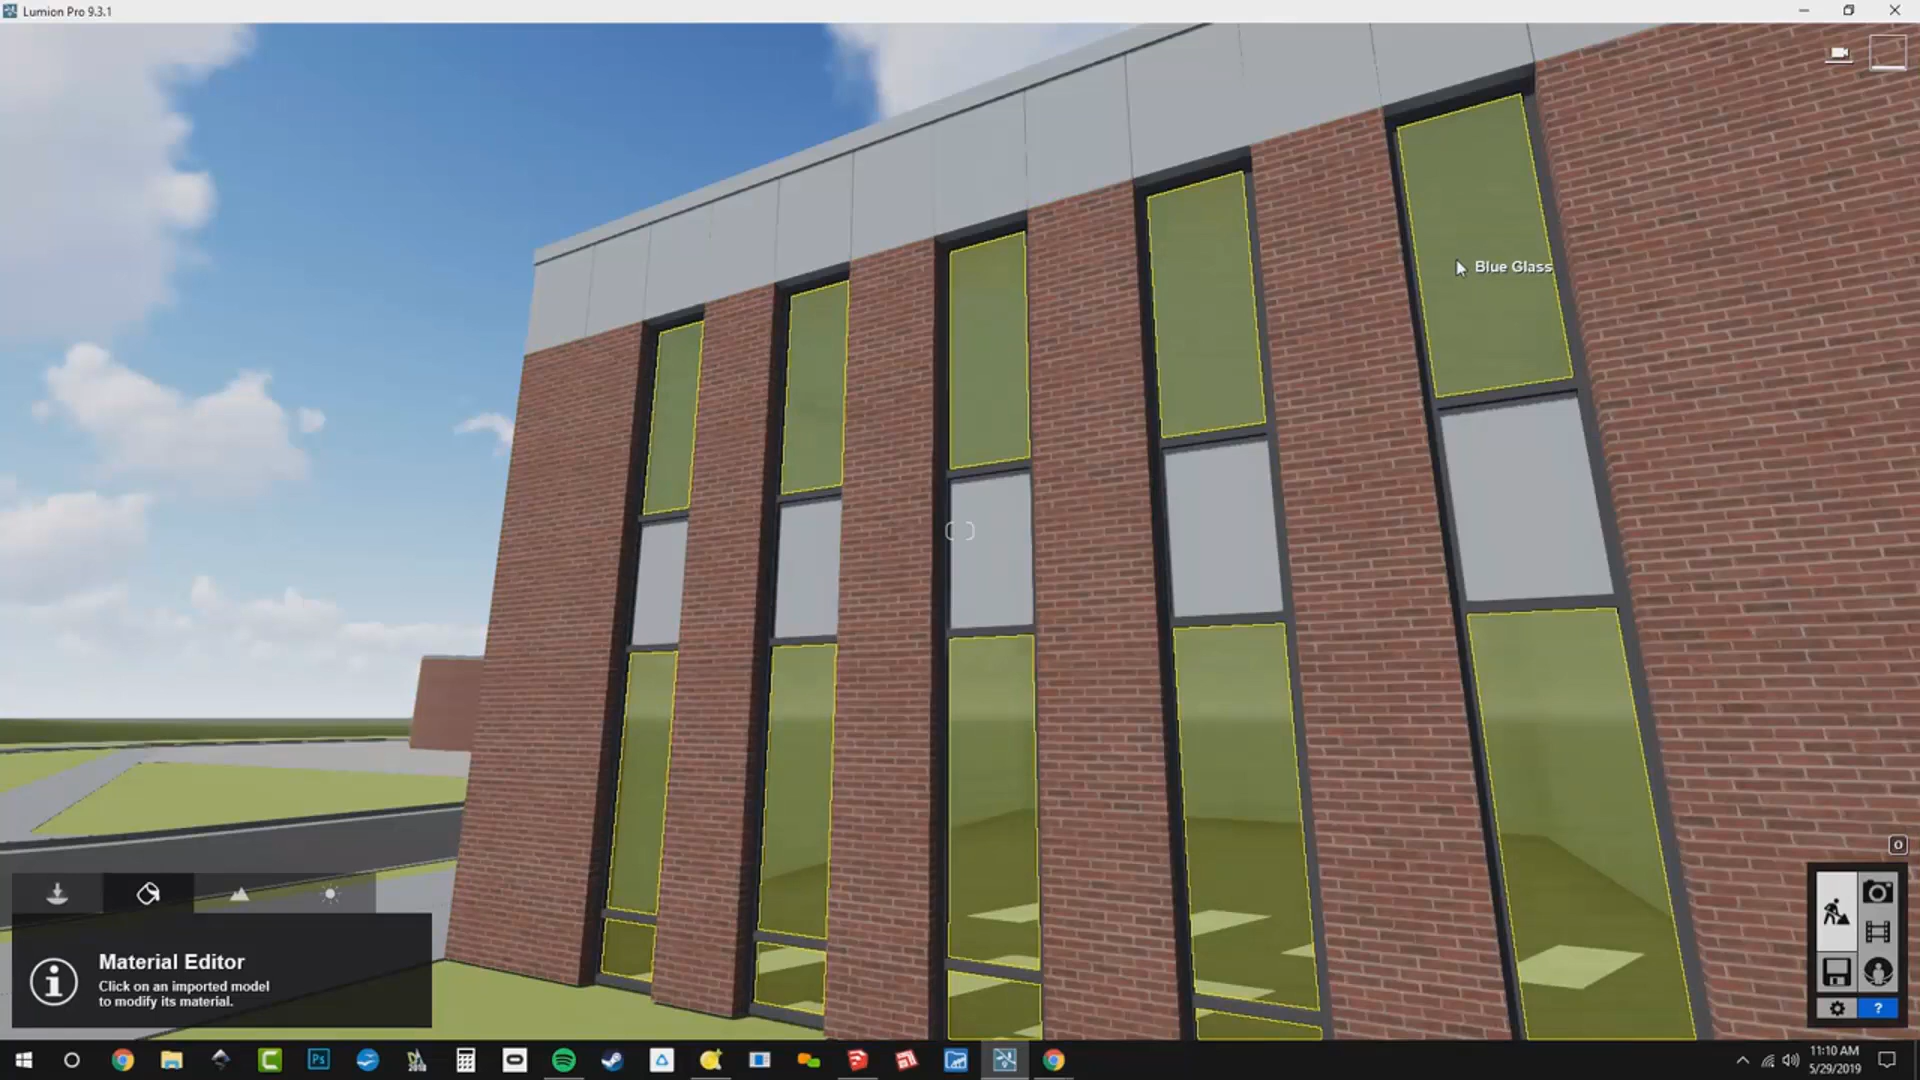 Lumion Pro 9.3.1
Blue Glass
O
Material Editor
Click on an imported model
to modify its material.
?
Ps
11:10 AM
5/29/2019